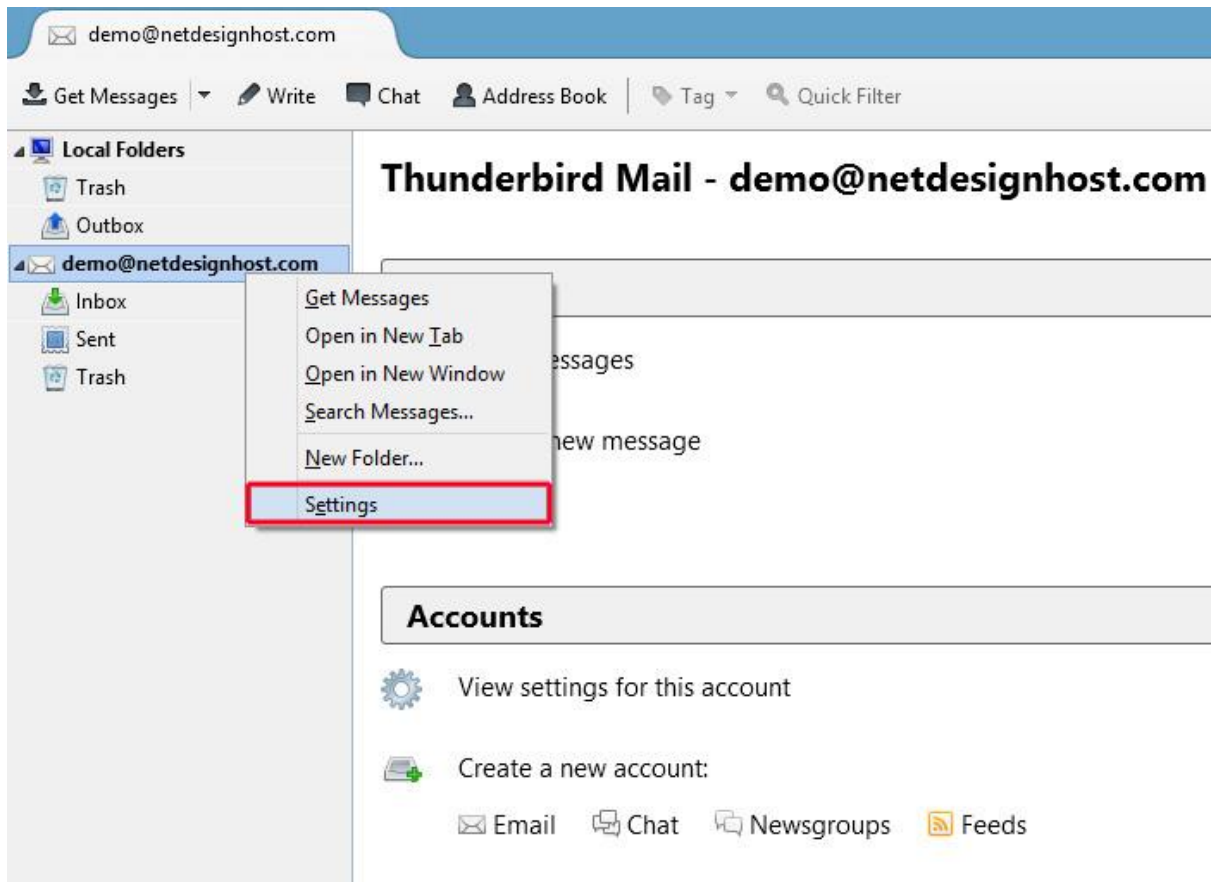 demo@netdesignhost.com
Get Messages Write Chat Address Book Tag Quick Filter
Local Folders
Trash
Outbox
demo@netdesignhost.com
Inbox
Sent
Trash
Get Messages
Open in New Tab
Open in New Window
Search Messages...
New Folder...
Settings
Thunderbird Mail - demo@netdesignhost.com
essages
new message
Accounts
View settings for this account
Create a new account:
Email Chat Newsgroups Feeds